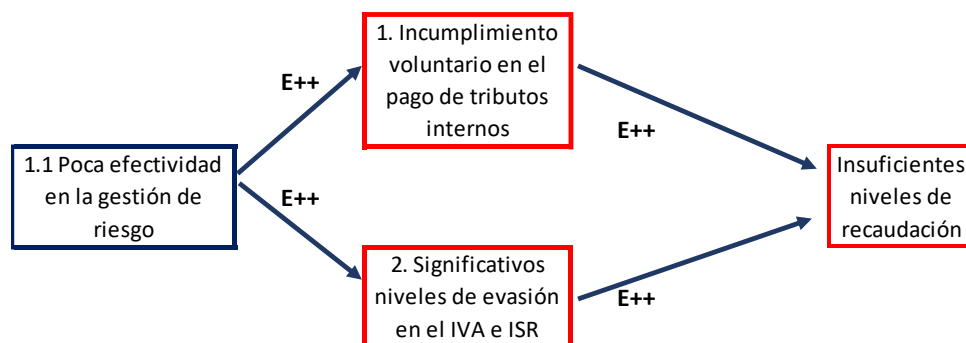 1. Incumplimiento
voluntario en el
pago de tributos
internos
E++
E++
1.1 Poca efectividad
en la gestión de
riesgo
E++
Insuficientes
niveles de
recaudación
2. Significativos
niveles de evasión
en el IVA e ISR
E++